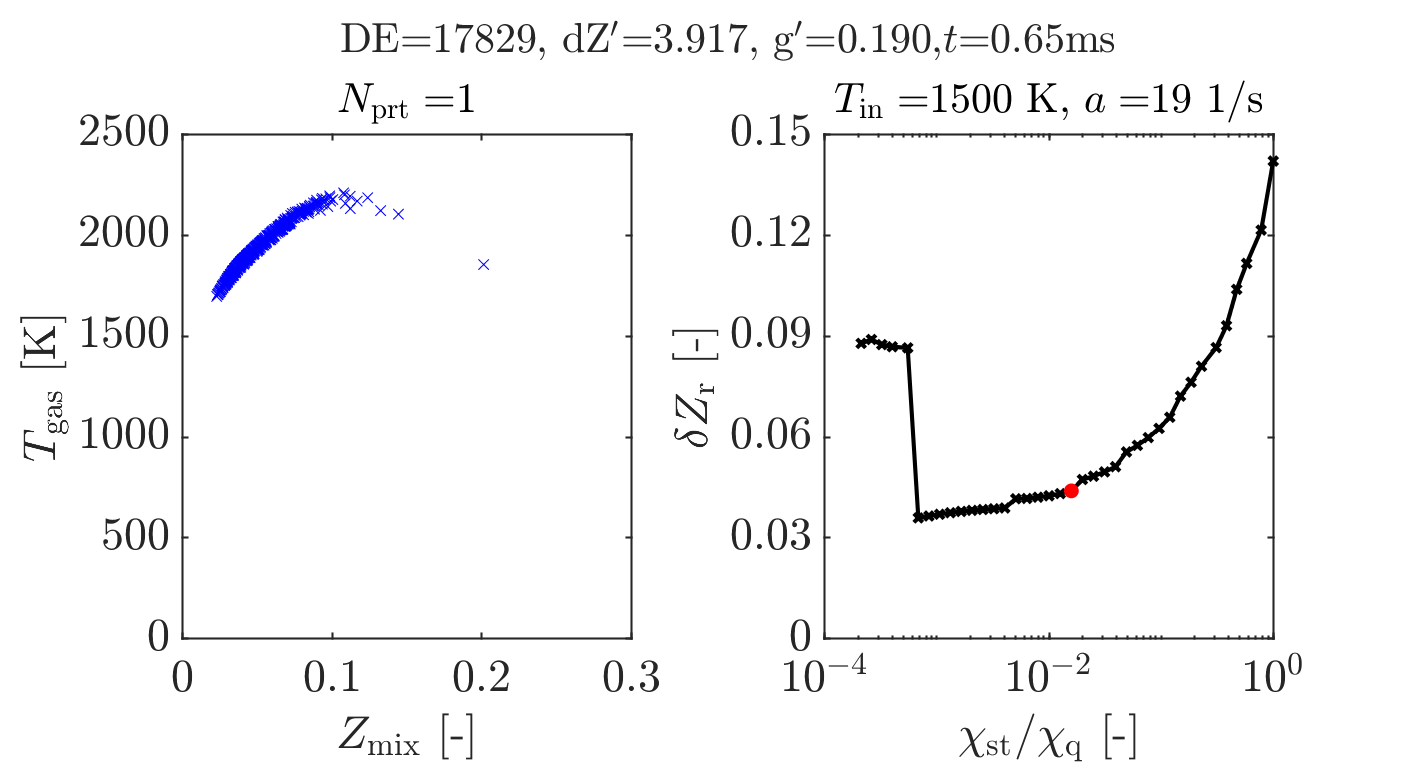 DE=17829, dZ′=3.917, g′=0.190,t=0.65ms
N_prt =1
2500
2000
1500
1000
500
0
T_gas [K]
0 0.1 0.2 0.3
Z_mix [-]
T_in =1500 K, a =19 1/s
0.15
0.12
0.09
0.06
0.03
0
δZ_r [-]
10^−4 10^−2 10^0
χ_st/χ_q [-]